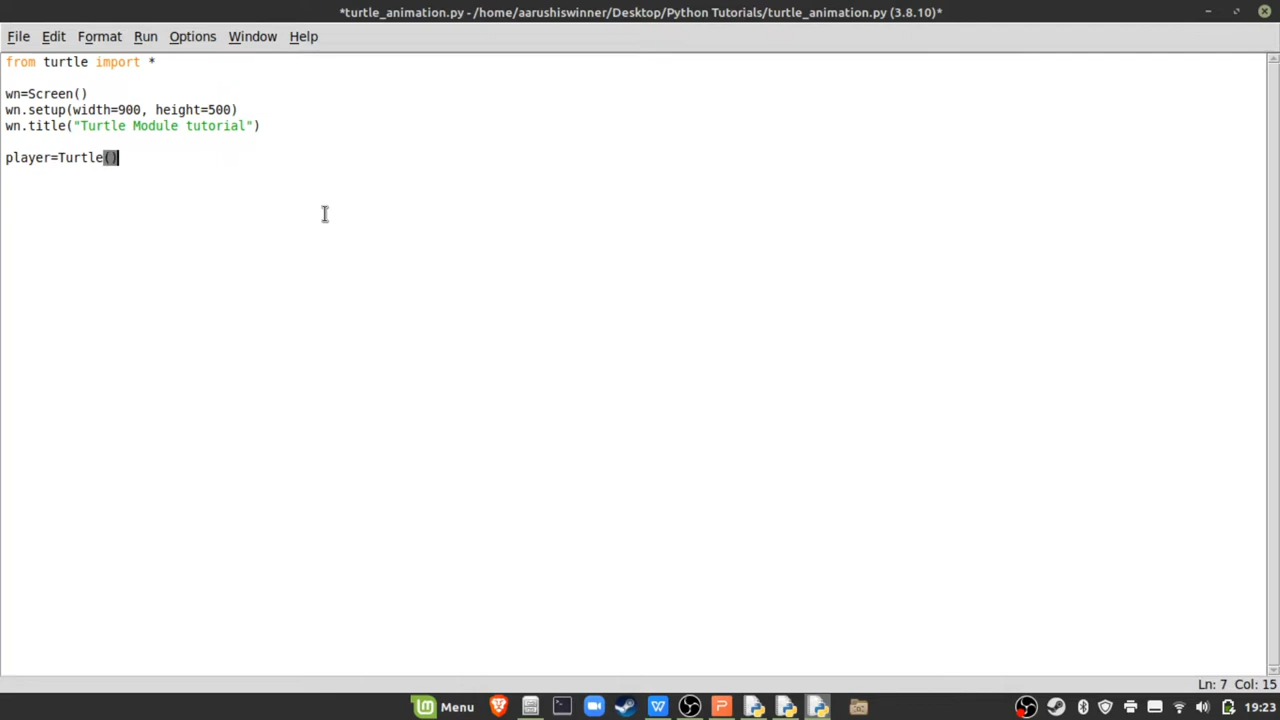 *turtle_animation.py - /home/aarushiswinner/Desktop/Python Tutorials/turtle_animation.py (3.8.10)*
File Edit Format Run Options Window Help
from turtle import *
wn=Screen()
wn.setup(width=900, height=500)
wn.title("Turtle Module tutorial")
player=Turtle()
Ln: 7 Col: 15
Menu
19:23